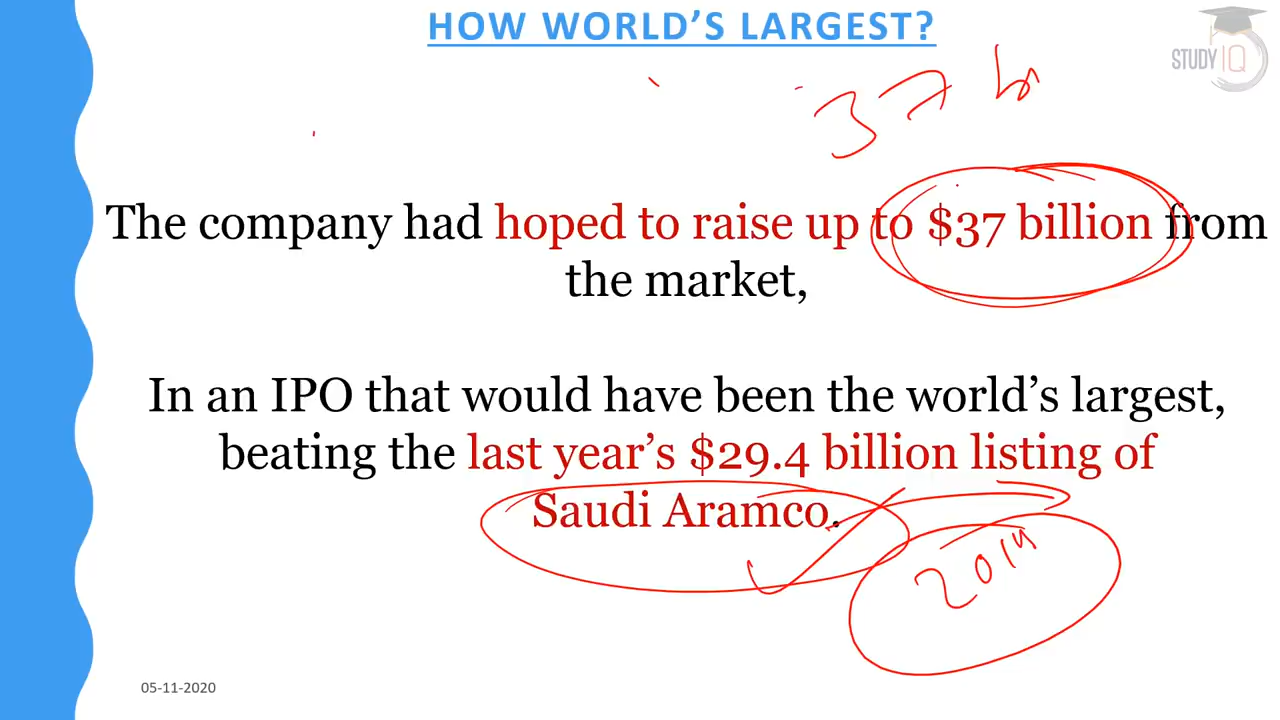 HOW WORLD'S LARGEST?
STUDY IQ
37 bn
The company had hoped to raise up to $37 billion from
the market,
In an IPO that would have been the world's largest,
beating the last year's $29.4 billion listing of
Saudi Aramco.
2019
05-11-2020